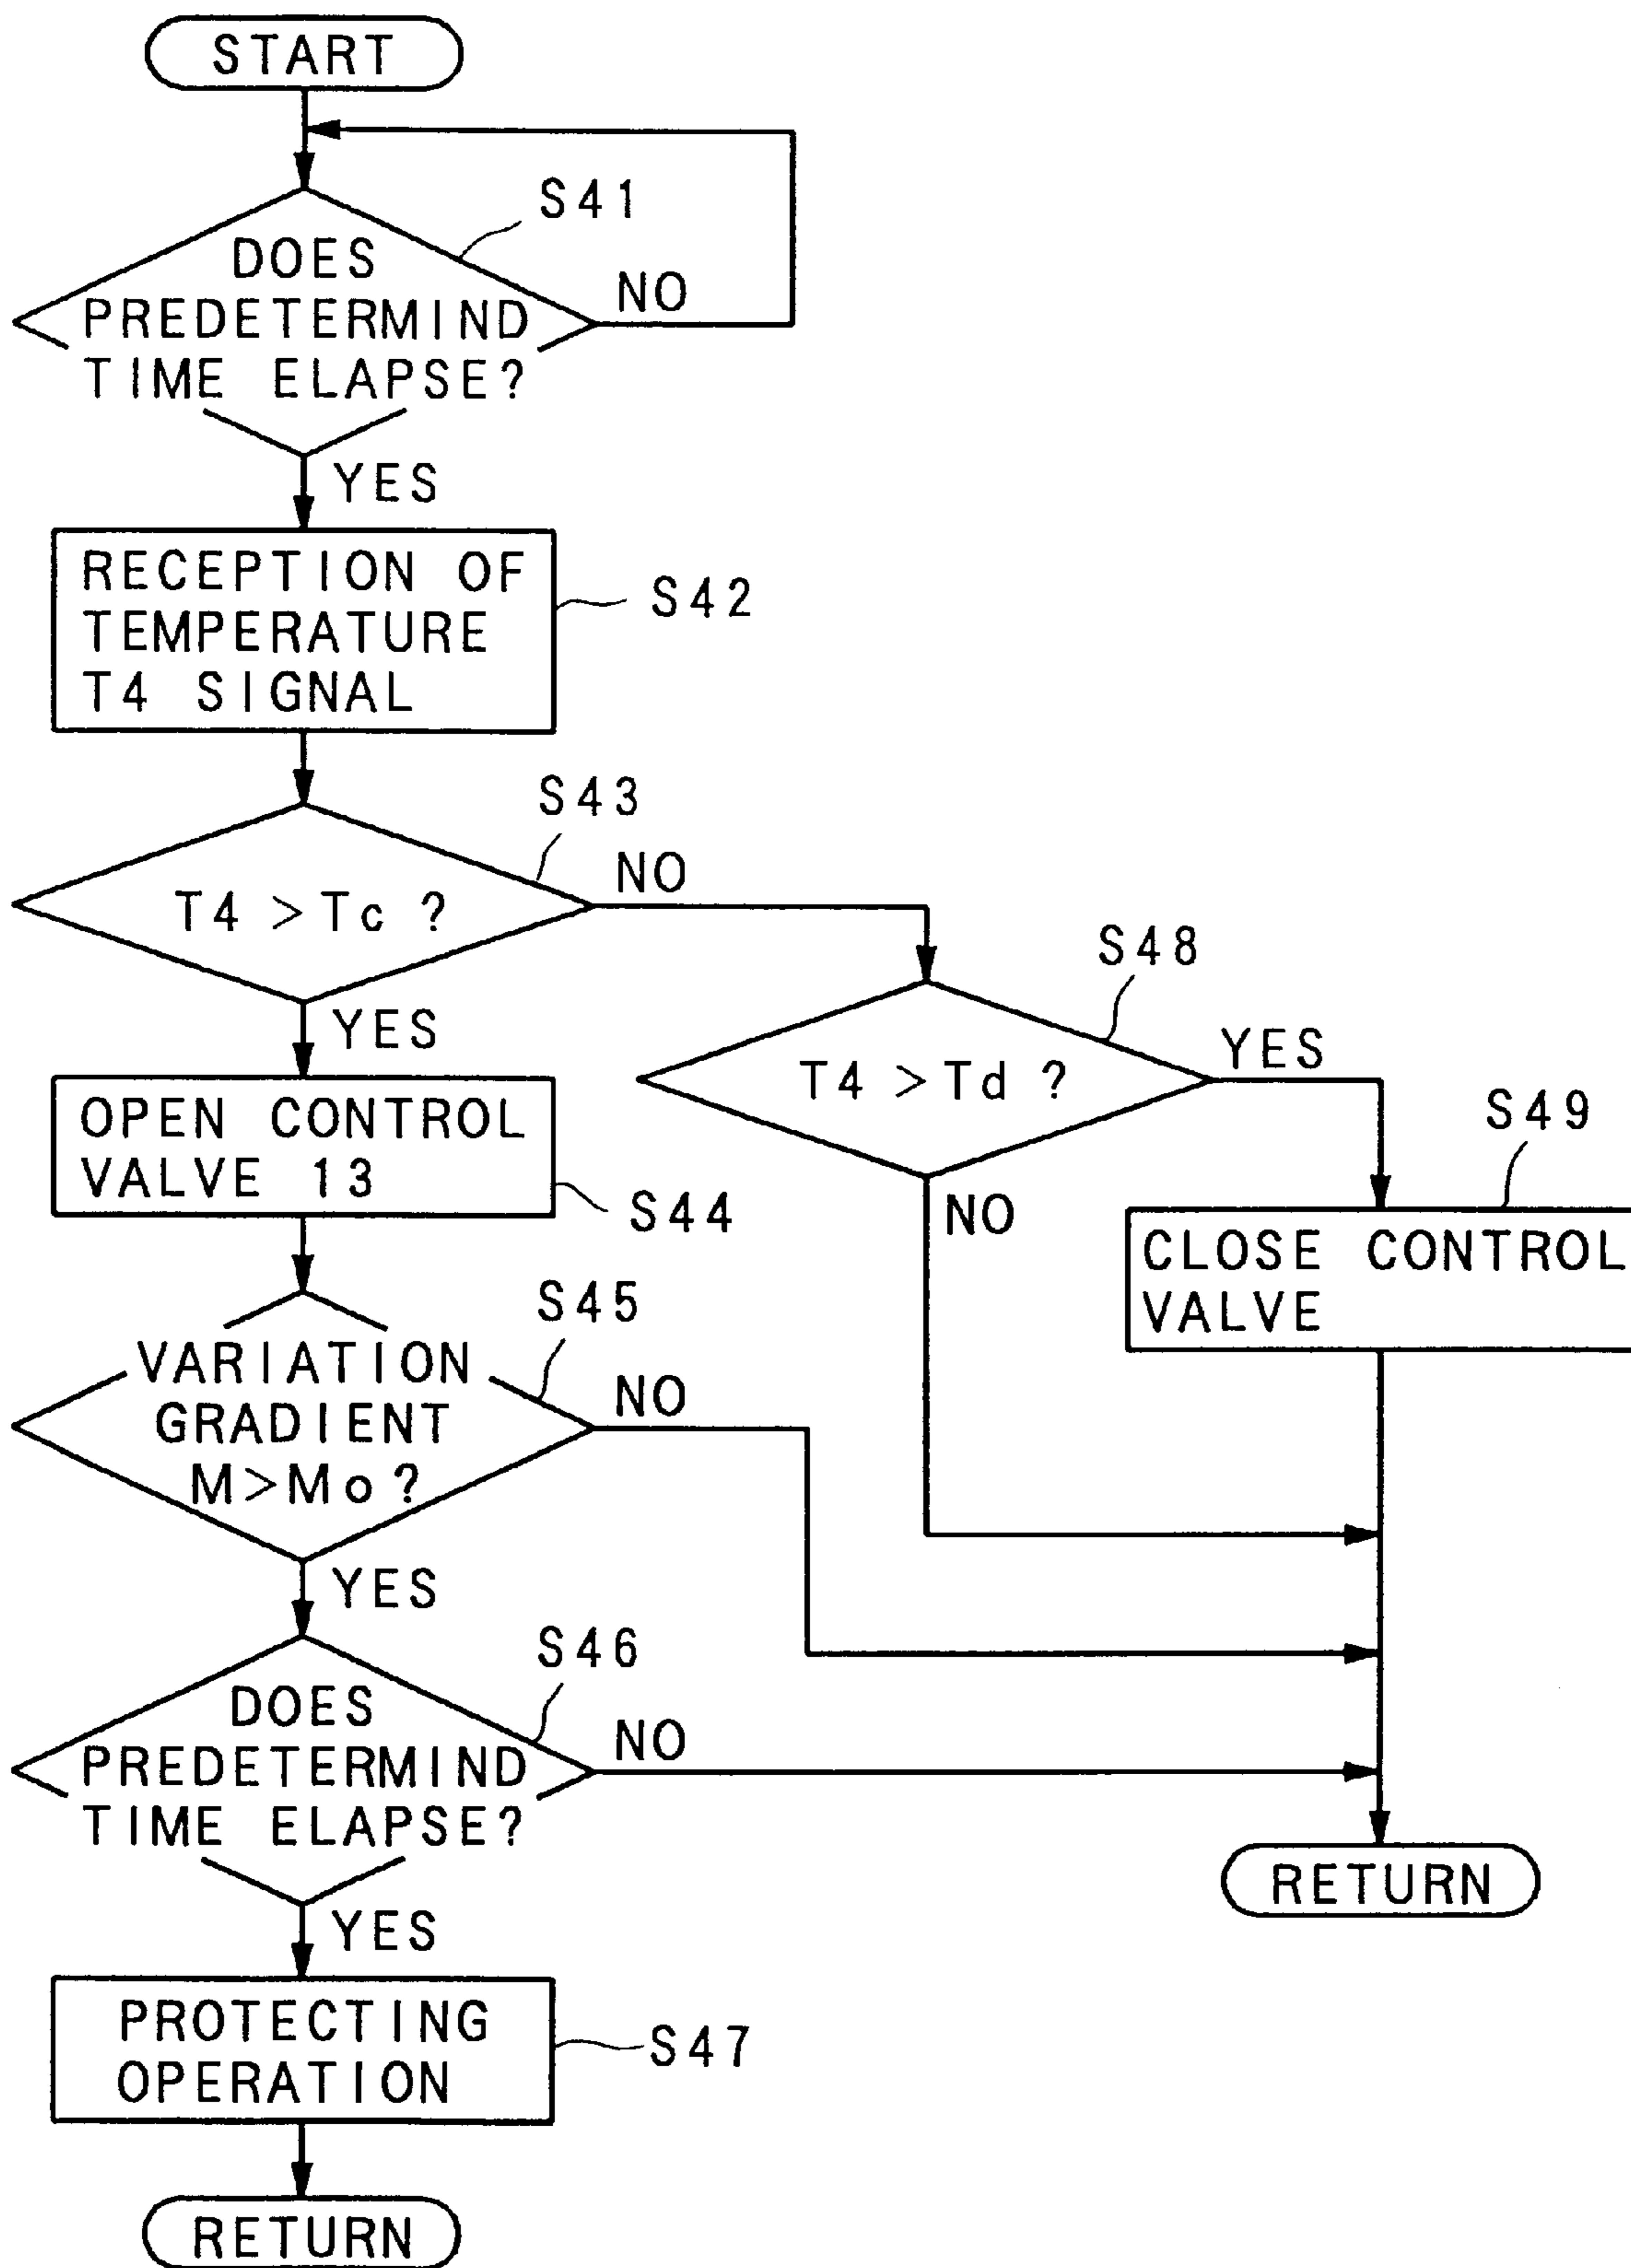 START
S41
DOES
PREDETERMIND
TIME ELAPSE?
NO
YES
RECEPTION OF
TEMPERATURE
T4 SIGNAL
S42
S43
T4 > Tc ?
NO
YES
S48
T4 > Td ?
YES
NO
OPEN CONTROL
VALVE 13
S44
S49
CLOSE CONTROL
VALVE
S45
VARIATION
GRADIENT
M>Mo?
NO
YES
S46
DOES
PREDETERMIND
TIME ELAPSE?
NO
YES
RETURN
PROTECTING
OPERATION
S47
RETURN